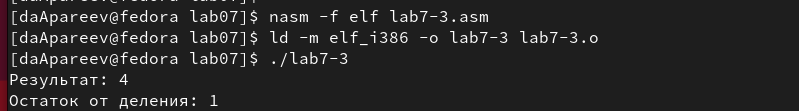 [daApareev@fedora lab07]$ nasm -f elf lab7-3.asm
[daApareev@fedora lab07]$ ld -m elf_i386 -o lab7-3 lab7-3.o
[daApareev@fedora lab07]$ ./lab7-3
Результат: 4
Остаток от деления: 1